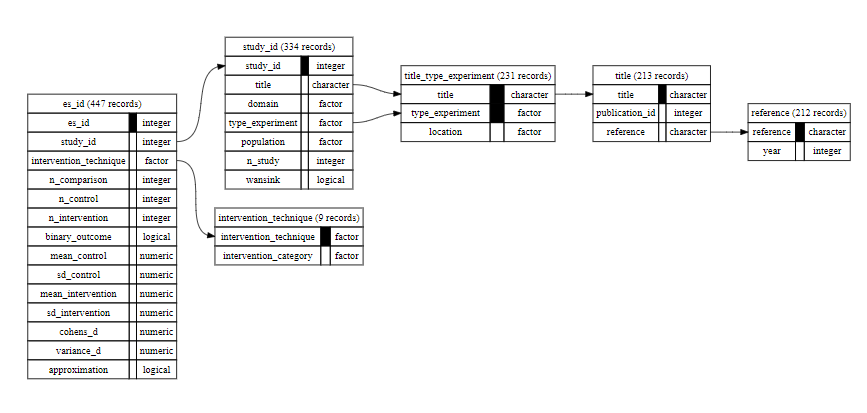 es_id (447 records)
es_id integer
study_id integer
intervention_technique factor
n_comparison integer
n_control integer
n_intervention integer
binary_outcome logical
mean_control numeric
sd_control numeric
mean_intervention numeric
sd_intervention numeric
cohens_d numeric
variance_d numeric
approximation logical
study_id (334 records)
study_id integer
title character
domain factor
type_experiment factor
population factor
n_study integer
wansink logical
intervention_technique (9 records)
intervention_technique factor
intervention_category factor
title_type_experiment (231 records)
title character
type_experiment factor
location factor
title (213 records)
title character
publication_id integer
reference character
reference (212 records)
reference character
year integer